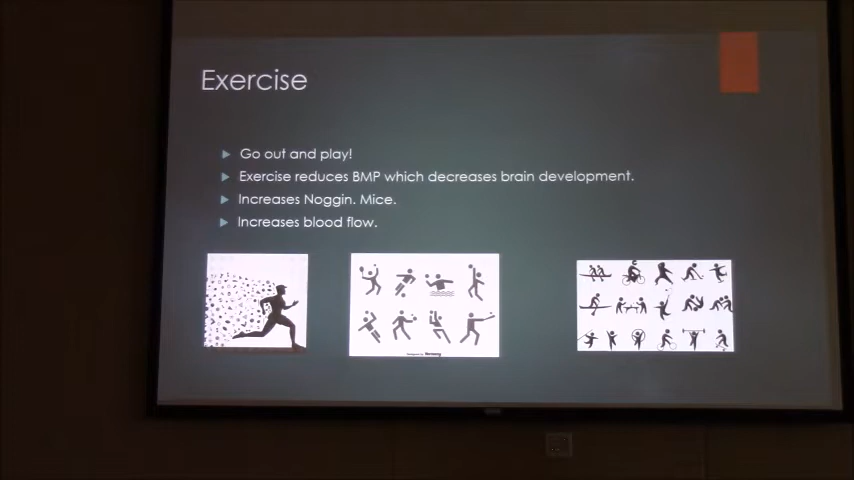 Exercise
Go out and play!
Exercise reduces BMP which decreases brain development.
Increases Noggin. Mice.
Increases blood flow.